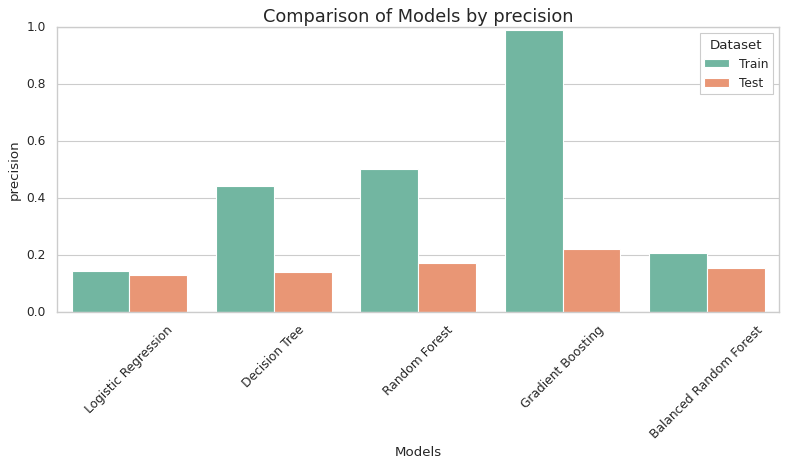 Comparison of Models by precision
1.0
0.8
0.6
0.4
0.2
0.0
precision
Dataset
Train
Test
Logistic Regression
Decision Tree
Random Forest
Gradient Boosting
Balanced Random Forest
Models